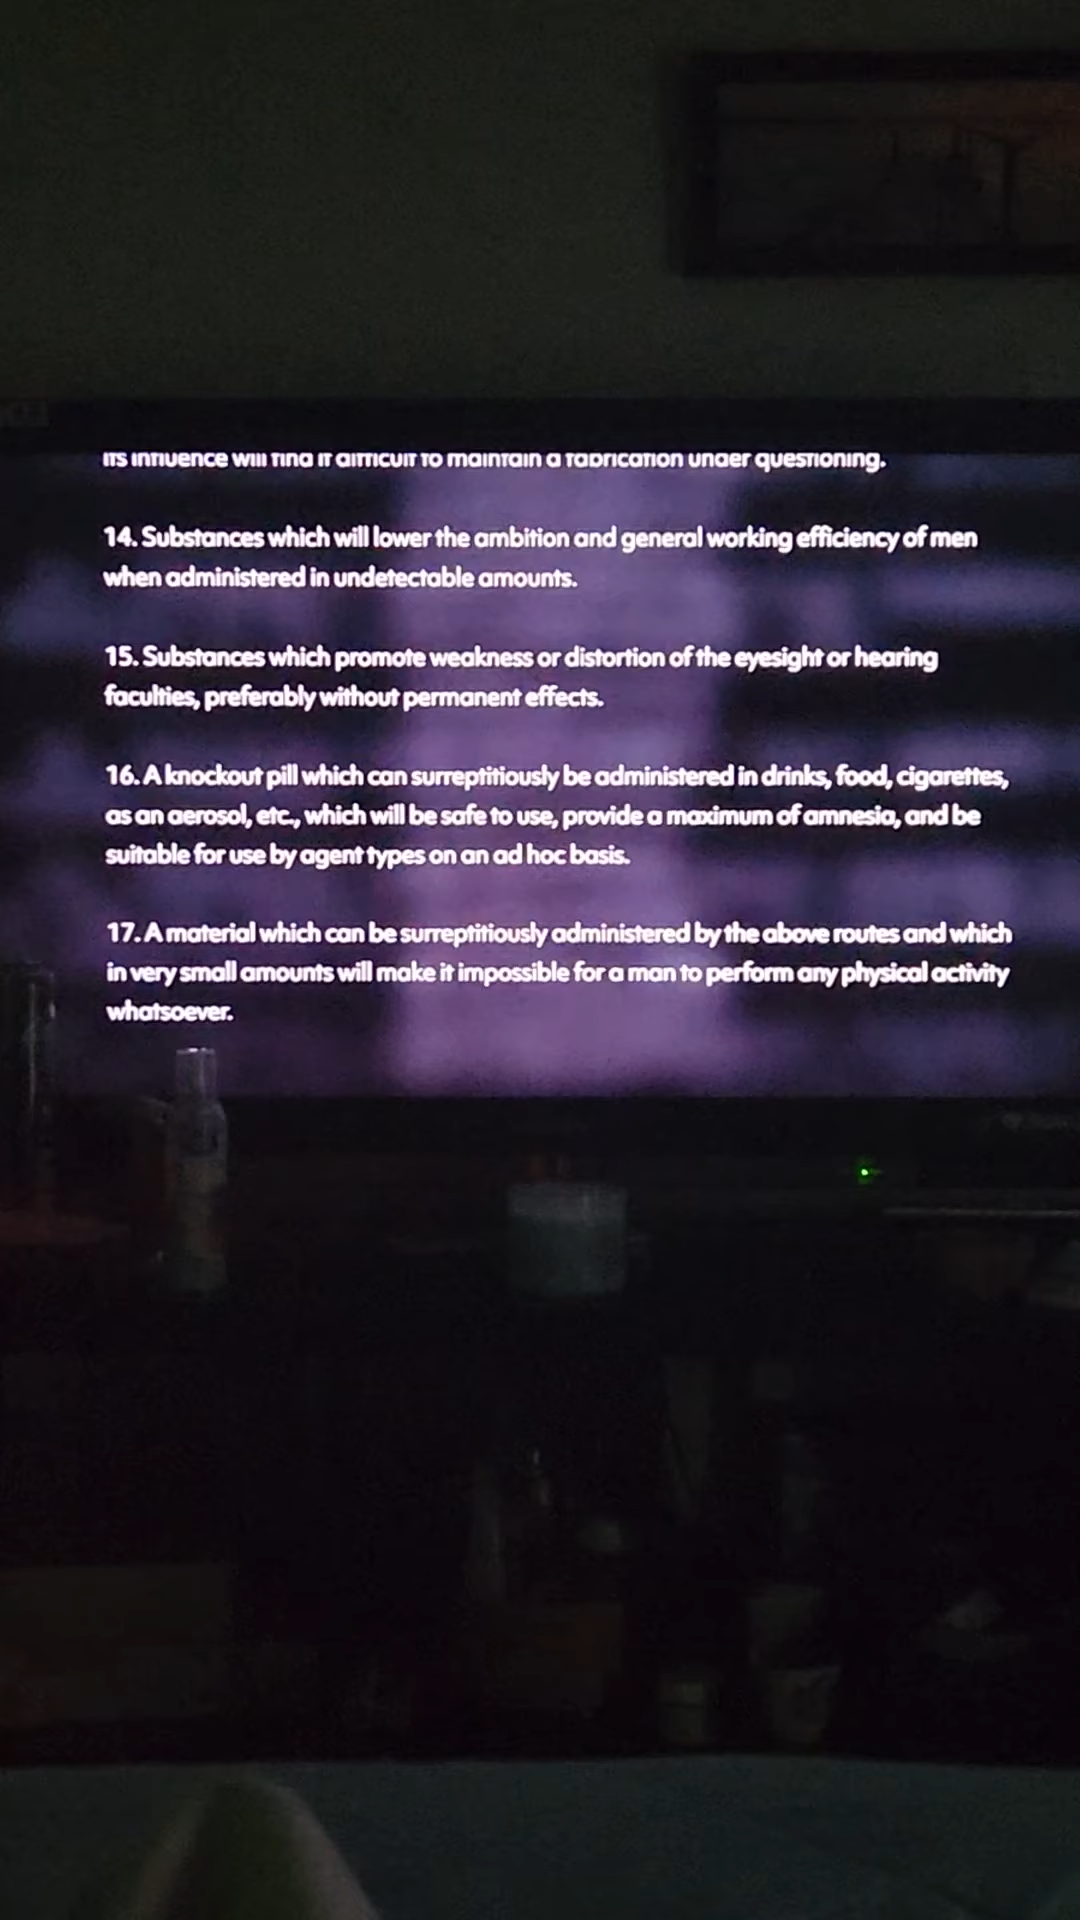 its influence will find it difficult to maintain a fabrication under questioning.
14. Substances which will lower the ambition and general working efficiency of men
when administered in undetectable amounts.
15. Substances which promote weakness or distortion of the eyesight or hearing
faculties, preferably without permanent effects.
16. A knockout pill which can surreptitiously be administered in drinks, food, cigarettes,
as an aerosol, etc., which will be safe to use, provide a maximum of amnesia, and be
suitable for use by agent types on an ad hoc basis.
17. A material which can be surreptitiously administered by the above routes and which
in very small amounts will make it impossible for a man to perform any physical activity
whatsoever.